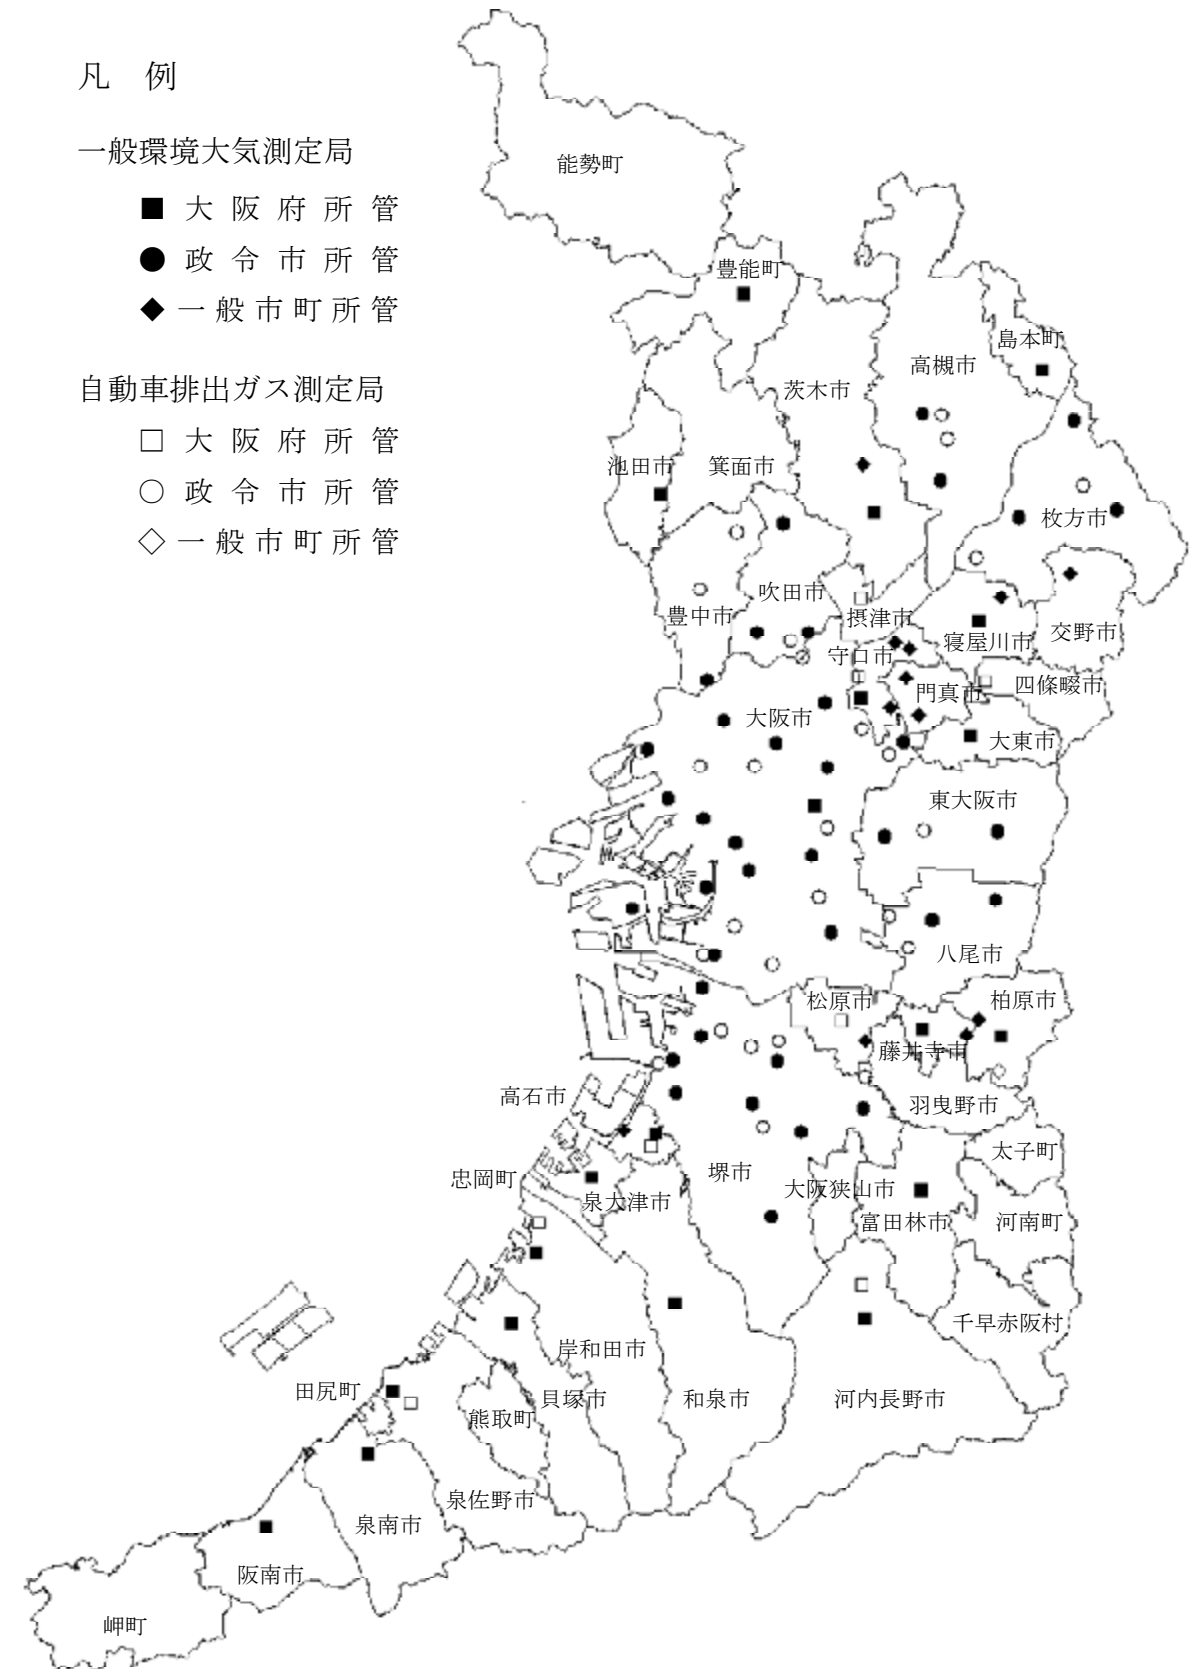 凡 例
一般環境大気測定局
■ 大阪府所管
● 政令市所管
◆ 一般市町所管
自動車排出ガス測定局
□ 大阪府所管
○ 政令市所管
◇ 一般市町所管
能勢町
豊能町
島本町
高槻市
茨木市
池田市
箕面市
枚方市
吹田市
豊中市
摂津市
寝屋川市
交野市
守口市
門真市
四條畷市
大阪市
大東市
東大阪市
八尾市
松原市
柏原市
藤井寺市
高石市
羽曳野市
太子町
忠岡町
堺市
大阪狭山市
泉大津市
富田林市
河南町
千早赤阪村
岸和田市
田尻町
熊取町
貝塚市
和泉市
河内長野市
泉佐野市
泉南市
阪南市
岬町